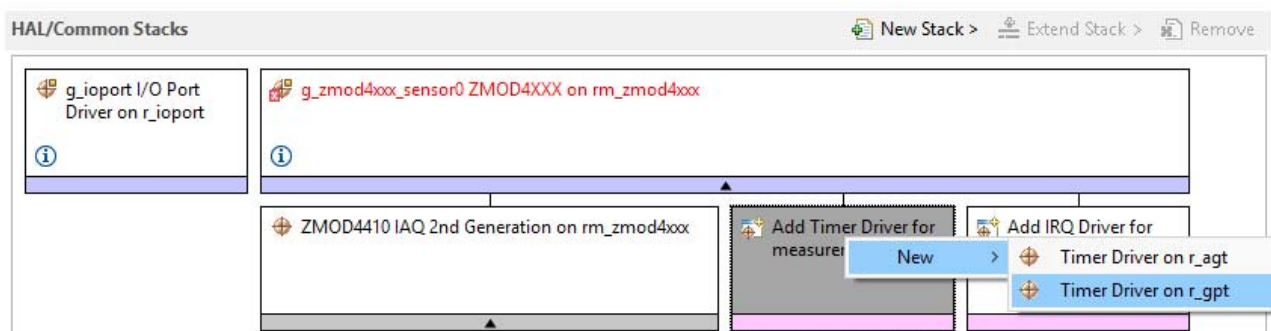 HAL/Common Stacks
New Stack >
Extend Stack >
Remove
g_ioport I/O Port
Driver on r_ioport
g_zmod4xxx_sensor0 ZMOD4XXX on rm_zmod4xxx
ZMOD4410 IAQ 2nd Generation on rm_zmod4xxx
Add Timer Driver for
Add IRQ Driver for
New >
Timer Driver on r_agt
Timer Driver on r_gpt